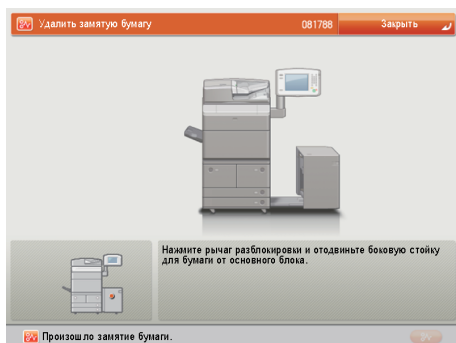 Удалить замятую бумагу 081788 Закрыть
Нажмите рычаг разблокировки и отодвиньте боковую стойку
для бумаги от основного блока.
Произошло замятие бумаги.